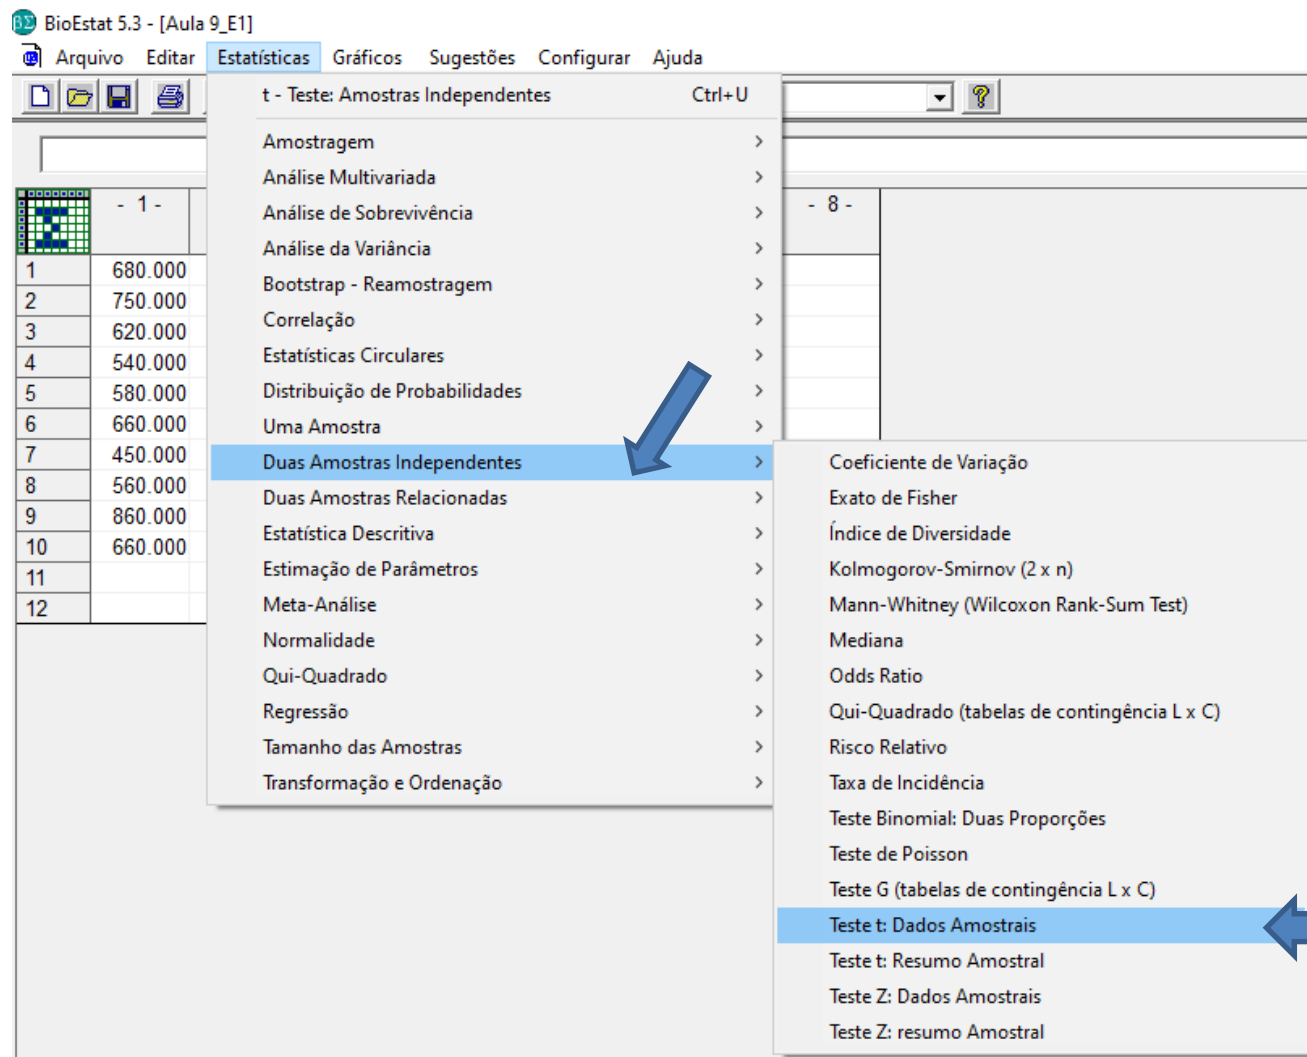 BioEstat 5.3 - [Aula 9_E1]
Arquivo Editar Estatísticas Gráficos Sugestões Configurar Ajuda
t - Teste: Amostras Independentes Ctrl+U
Amostragem
Análise Multivariada
Análise de Sobrevivência
Análise da Variância
Bootstrap - Reamostragem
Correlação
Estatísticas Circulares
Distribuição de Probabilidades
Uma Amostra
Duas Amostras Independentes
Duas Amostras Relacionadas
Estatística Descritiva
Estimação de Parâmetros
Meta-Análise
Normalidade
Qui-Quadrado
Regressão
Tamanho das Amostras
Transformação e Ordenação
- 1 - - 8 -
1 680.000
2 750.000
3 620.000
4 540.000
5 580.000
6 660.000
7 450.000
8 560.000
9 860.000
10 660.000
11
12
Coeficiente de Variação
Exato de Fisher
Índice de Diversidade
Kolmogorov-Smirnov (2 x n)
Mann-Whitney (Wilcoxon Rank-Sum Test)
Mediana
Odds Ratio
Qui-Quadrado (tabelas de contingência L x C)
Risco Relativo
Taxa de Incidência
Teste Binomial: Duas Proporções
Teste de Poisson
Teste G (tabelas de contingência L x C)
Teste t: Dados Amostrais
Teste t: Resumo Amostral
Teste Z: Dados Amostrais
Teste Z: resumo Amostral